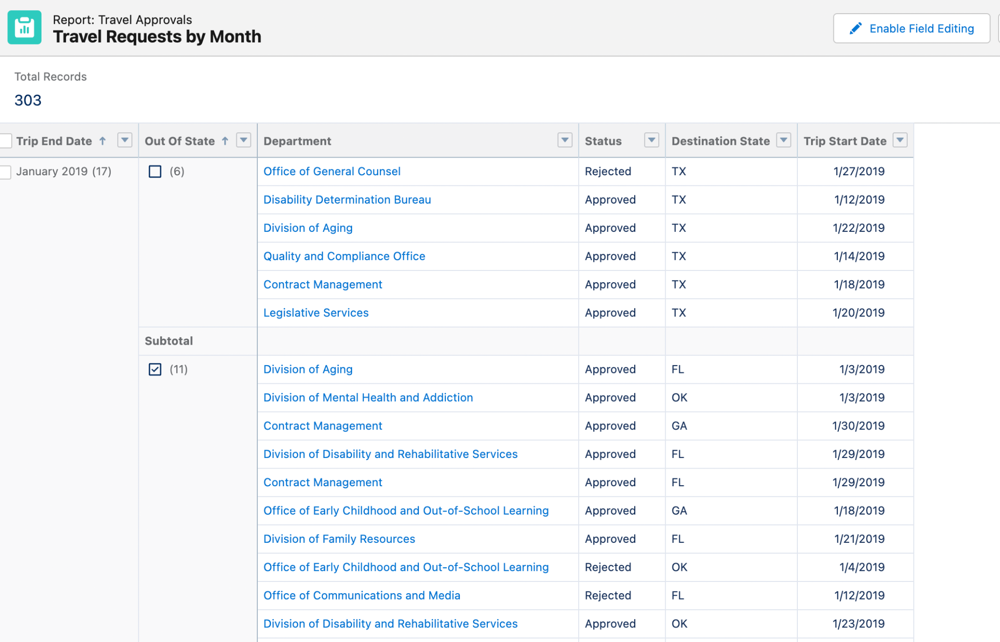 Report: Travel Approvals
Travel Requests by Month
Enable Field Editing
Total Records
303
Trip End Date ↑ Out Of State ↑ Department Status Destination State Trip Start Date
January 2019 (17) (6) Office of General Counsel Rejected TX 1/27/2019
Disability Determination Bureau Approved TX 1/12/2019
Division of Aging Approved TX 1/22/2019
Quality and Compliance Office Approved TX 1/14/2019
Contract Management Approved TX 1/18/2019
Legislative Services Approved TX 1/20/2019
Subtotal
(11) Division of Aging Approved FL 1/3/2019
Division of Mental Health and Addiction Approved OK 1/3/2019
Contract Management Approved GA 1/30/2019
Division of Disability and Rehabilitative Services Approved FL 1/29/2019
Contract Management Approved FL 1/29/2019
Office of Early Childhood and Out-of-School Learning Approved GA 1/18/2019
Division of Family Resources Approved FL 1/21/2019
Office of Early Childhood and Out-of-School Learning Rejected OK 1/4/2019
Office of Communications and Media Rejected FL 1/12/2019
Division of Disability and Rehabilitative Services Approved OK 1/23/2019